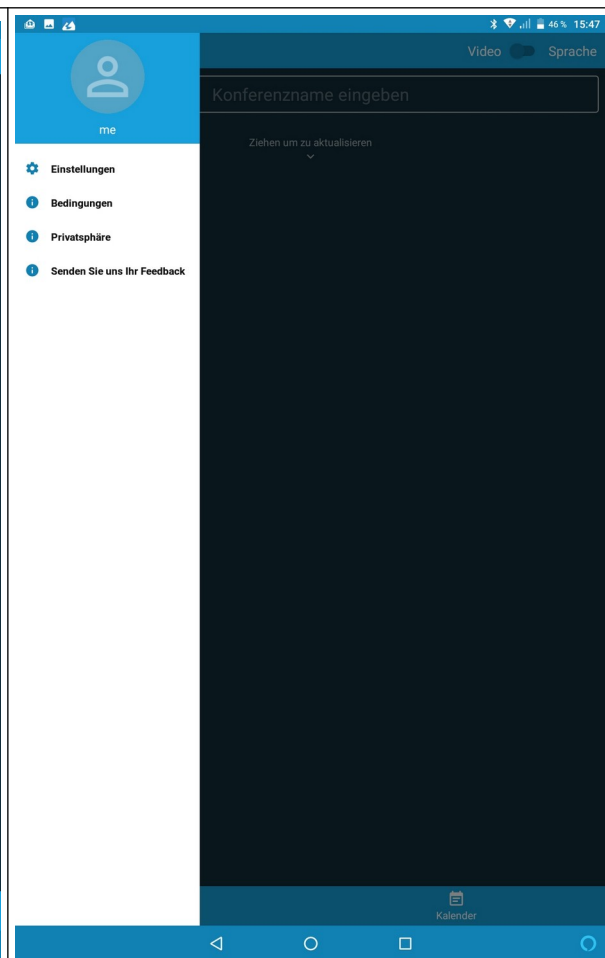 46 % 15:47
Video Sprache
me
Konferenzname eingeben
Ziehen um zu aktualisieren
Einstellungen
Bedingungen
Privatsphäre
Senden Sie uns Ihr Feedback
Kalender